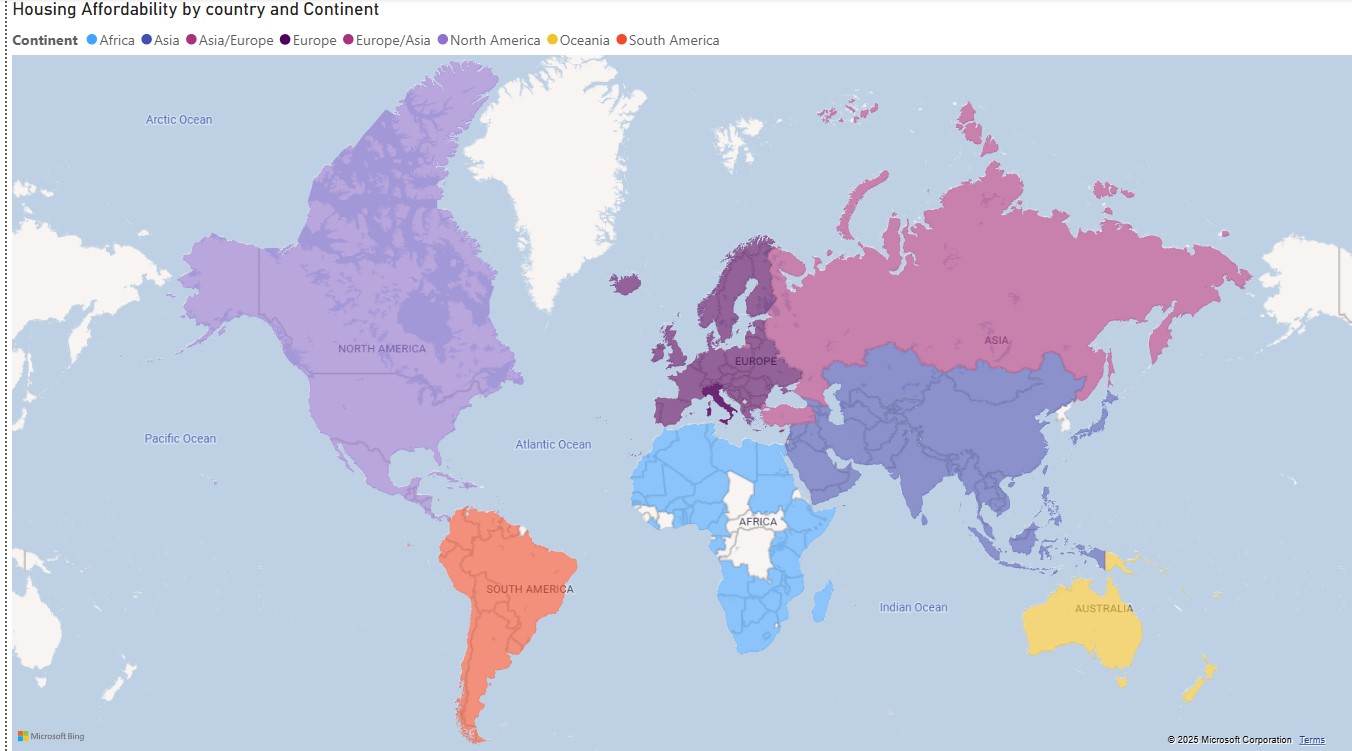 Housing Affordability by country and Continent
Continent Africa Asia Asia/Europe Europe Europe/Asia North America Oceania South America
Arctic Ocean
ASIA
NORTH AMERICA
EUROPE
Pacific Ocean
Atlantic Ocean
AFRICA
SOUTH AMERICA
Indian Ocean
AUSTRALIA
Microsoft Bing
© 2025 Microsoft Corporation Terms